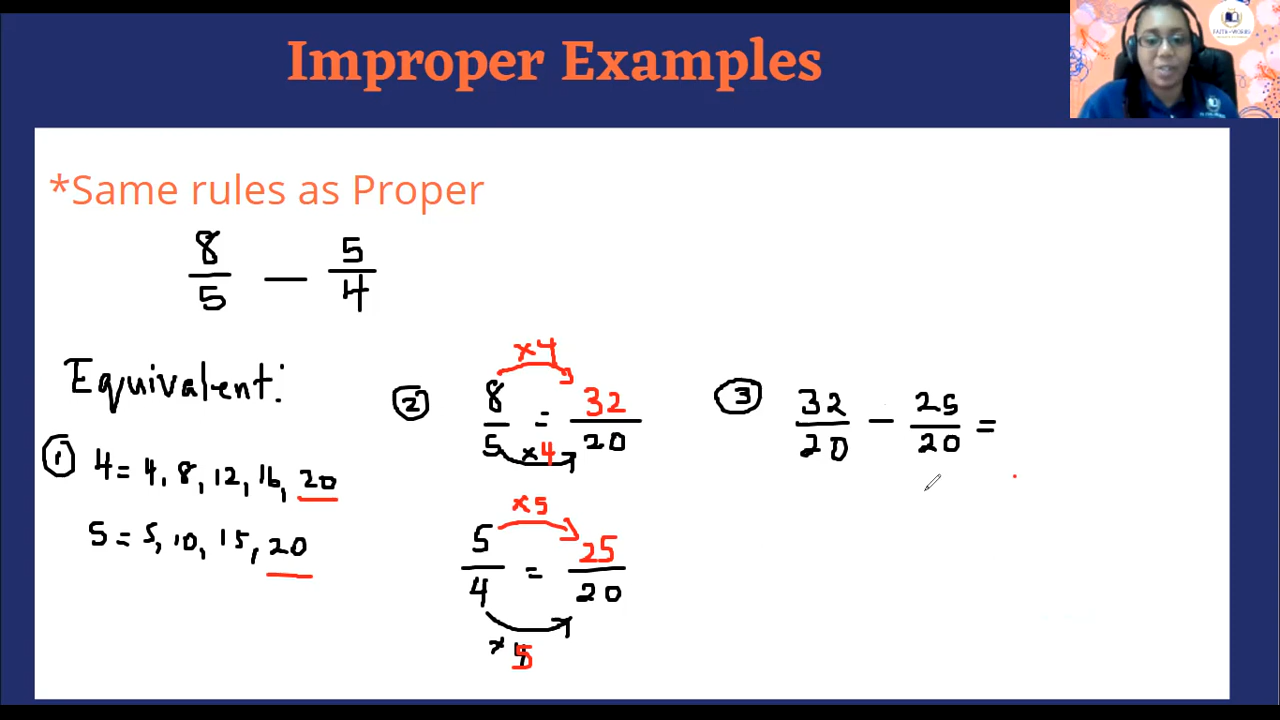 Improper Examples
FAITH=WORKS
*Same rules as Proper
8/5 — 5/4
Equivalent:
① 4 = 4, 8, 12, 16, 20
5 = 5, 10, 15, 20
② 8/5 = 32/20
×4
×4
5/4 = 25/20
×5
×5
③ 32/20 − 25/20 =